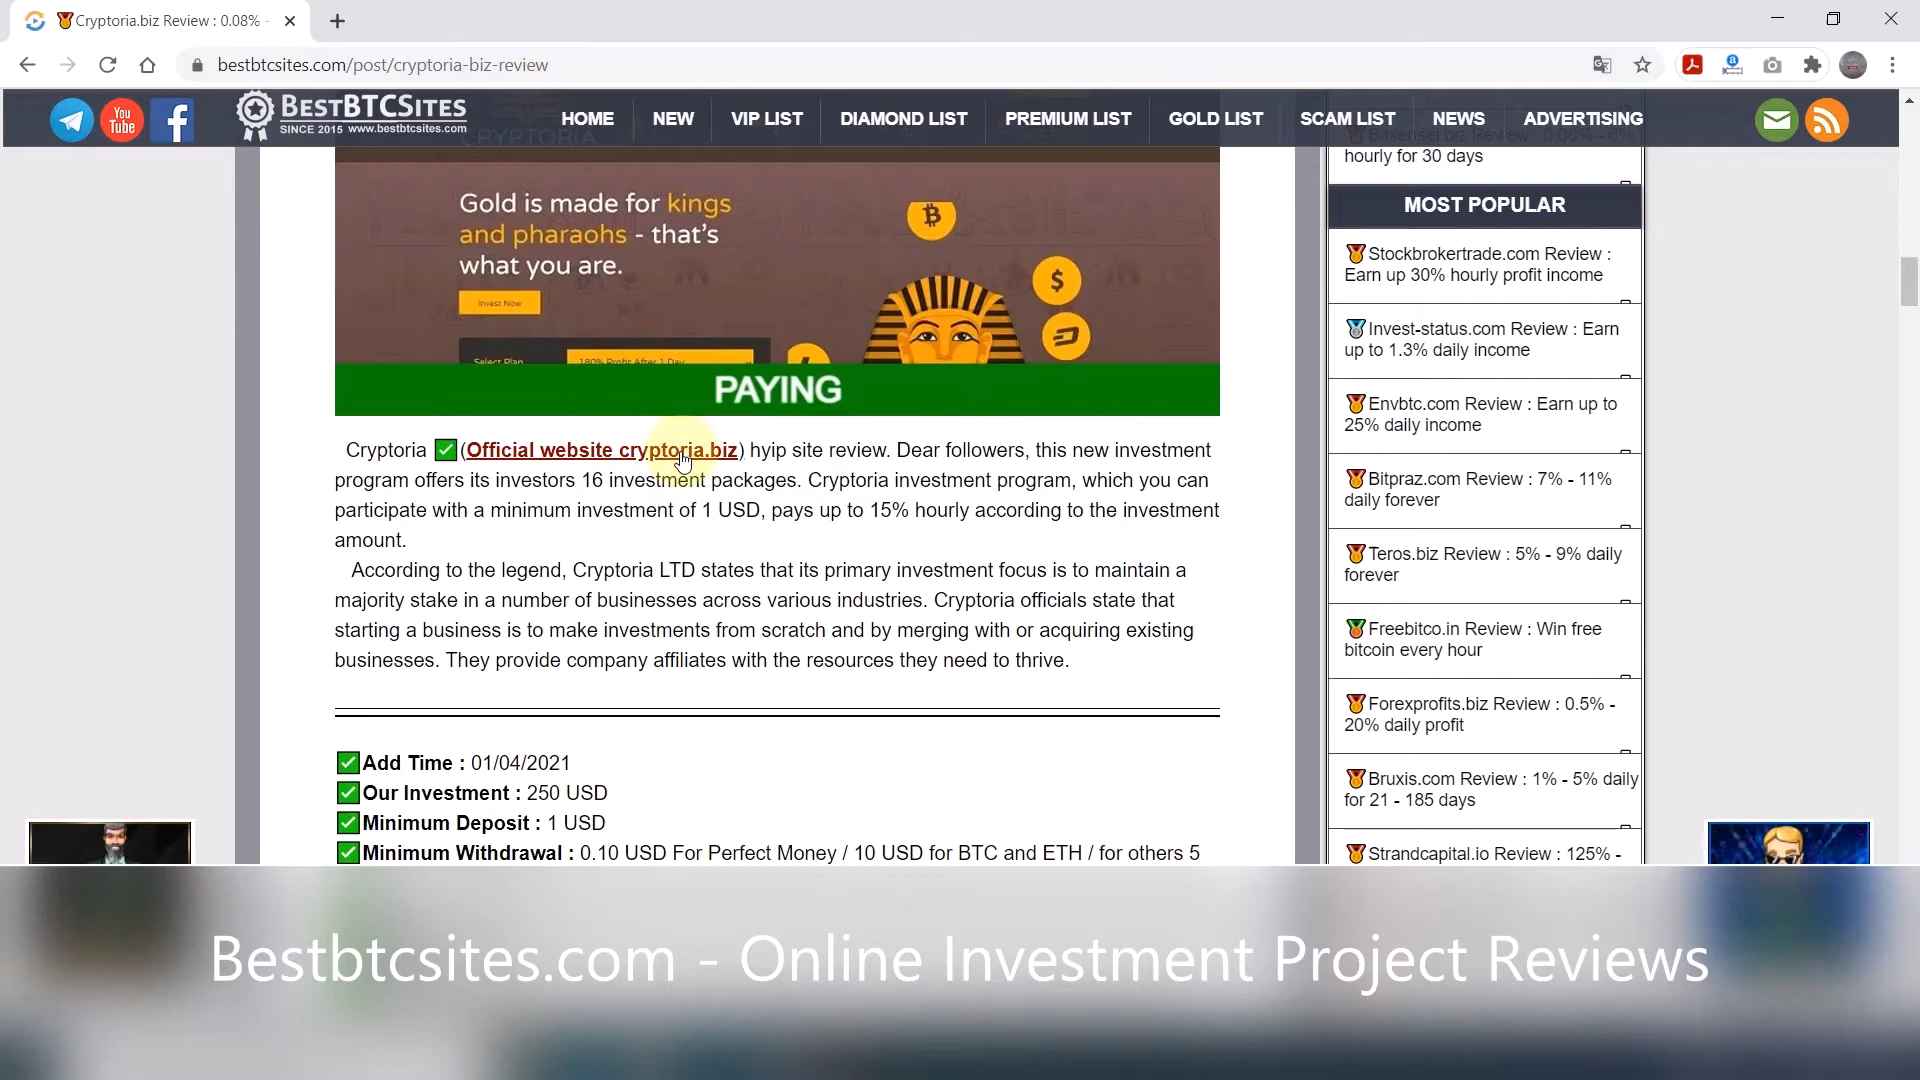 Cryptoria.biz Review : 0.08% -
bestbtcsites.com/post/cryptoria-biz-review
You
Tube
BESTBTCSITES
SINCE 2015 www.bestbtcsites.com
HOME NEW VIP LIST DIAMOND LIST PREMIUM LIST GOLD LIST SCAM LIST NEWS ADVERTISING
CRYPTORIA
Gold is made for kings
and pharaohs - that's
what you are.
Invest Now
Select Plan 180% Profit After 1 Day
PAYING
Cryptoria (Official website cryptoria.biz) hyip site review. Dear followers, this new investment
program offers its investors 16 investment packages. Cryptoria investment program, which you can
participate with a minimum investment of 1 USD, pays up to 15% hourly according to the investment
amount.
According to the legend, Cryptoria LTD states that its primary investment focus is to maintain a
majority stake in a number of businesses across various industries. Cryptoria officials state that
starting a business is to make investments from scratch and by merging with or acquiring existing
businesses. They provide company affiliates with the resources they need to thrive.
Add Time : 01/04/2021
Our Investment : 250 USD
Minimum Deposit : 1 USD
Minimum Withdrawal : 0.10 USD For Perfect Money / 10 USD for BTC and ETH / for others 5
hourly for 30 days
MOST POPULAR
Stockbrokertrade.com Review :
Earn up 30% hourly profit income
Invest-status.com Review : Earn
up to 1.3% daily income
Envbtc.com Review : Earn up to
25% daily income
Bitpraz.com Review : 7% - 11%
daily forever
Teros.biz Review : 5% - 9% daily
forever
Freebitco.in Review : Win free
bitcoin every hour
Forexprofits.biz Review : 0.5% -
20% daily profit
Bruxis.com Review : 1% - 5% daily
for 21 - 185 days
Strandcapital.io Review : 125% -
Bestbtcsites.com - Online Investment Project Reviews